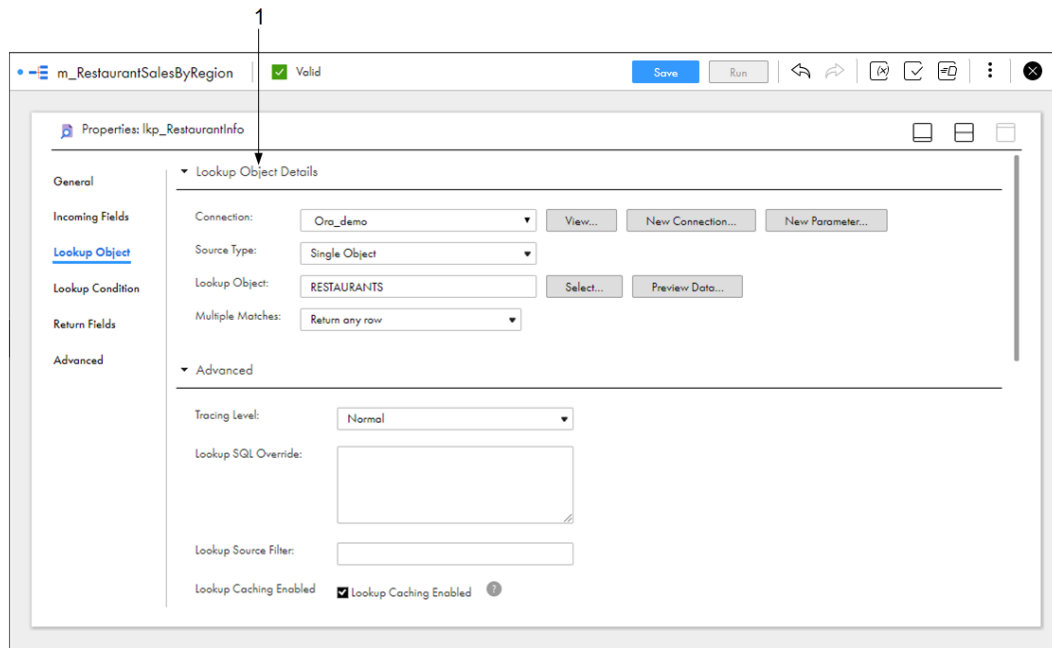 1
m_RestaurantSalesByRegion Valid Save Run
Properties: lkp_RestaurantInfo
General
Incoming Fields
Lookup Object
Lookup Condition
Return Fields
Advanced
Lookup Object Details
Connection: Ora_demo View... New Connection... New Parameter...
Source Type: Single Object
Lookup Object: RESTAURANTS Select... Preview Data...
Multiple Matches: Return any row
Advanced
Tracing Level: Normal
Lookup SQL Override:
Lookup Source Filter:
Lookup Caching Enabled Lookup Caching Enabled ?